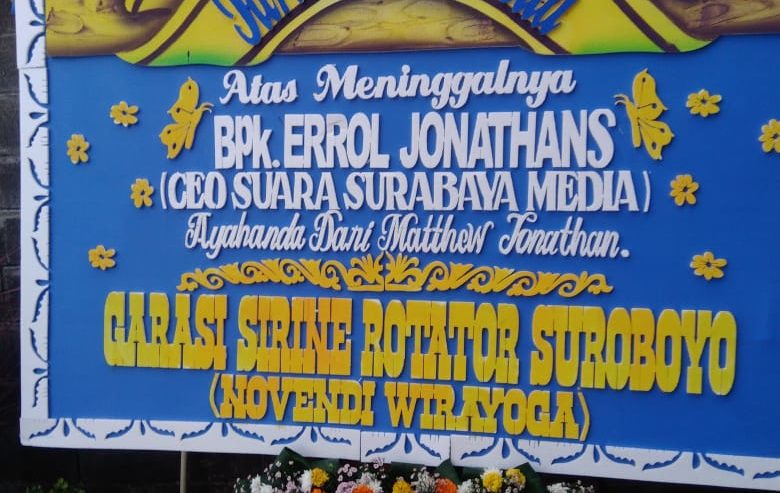 Atas Meninggalnya
Bpk. ERROL JONATHANS
(CEO SUARA SURABAYA MEDIA)
Ayahanda Dari Matthew Jonathan.
GARASI SIRINE ROTATOR SUROBOYO
(NOVENDI WIRAYOGA)